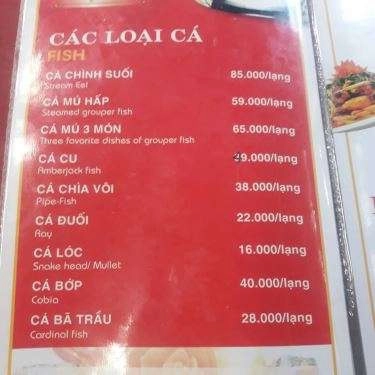 CÁC LOẠI CÁ
FISH
CÀ CHÌNH SUỐI 85.000/lạng
Stream Eel
CÁ MÚ HẤP 59.000/lạng
Steamed grouper fish
CÁ MÚ 3 MÓN 65.000/lạng
Three favorite dishes of grouper fish
CÁ CU 39.000/lạng
Amberjack fish
CÁ CHÌA VÔI 38.000/lạng
Pipe-Fish
CÁ ĐUỐI 22.000/lạng
Ray
CÁ LÓC 16.000/lạng
Snake head/ Mullet
CÁ BỚP 40.000/lạng
Cobia
CÁ BÃ TRẦU 28.000/lạng
Cardinal fish